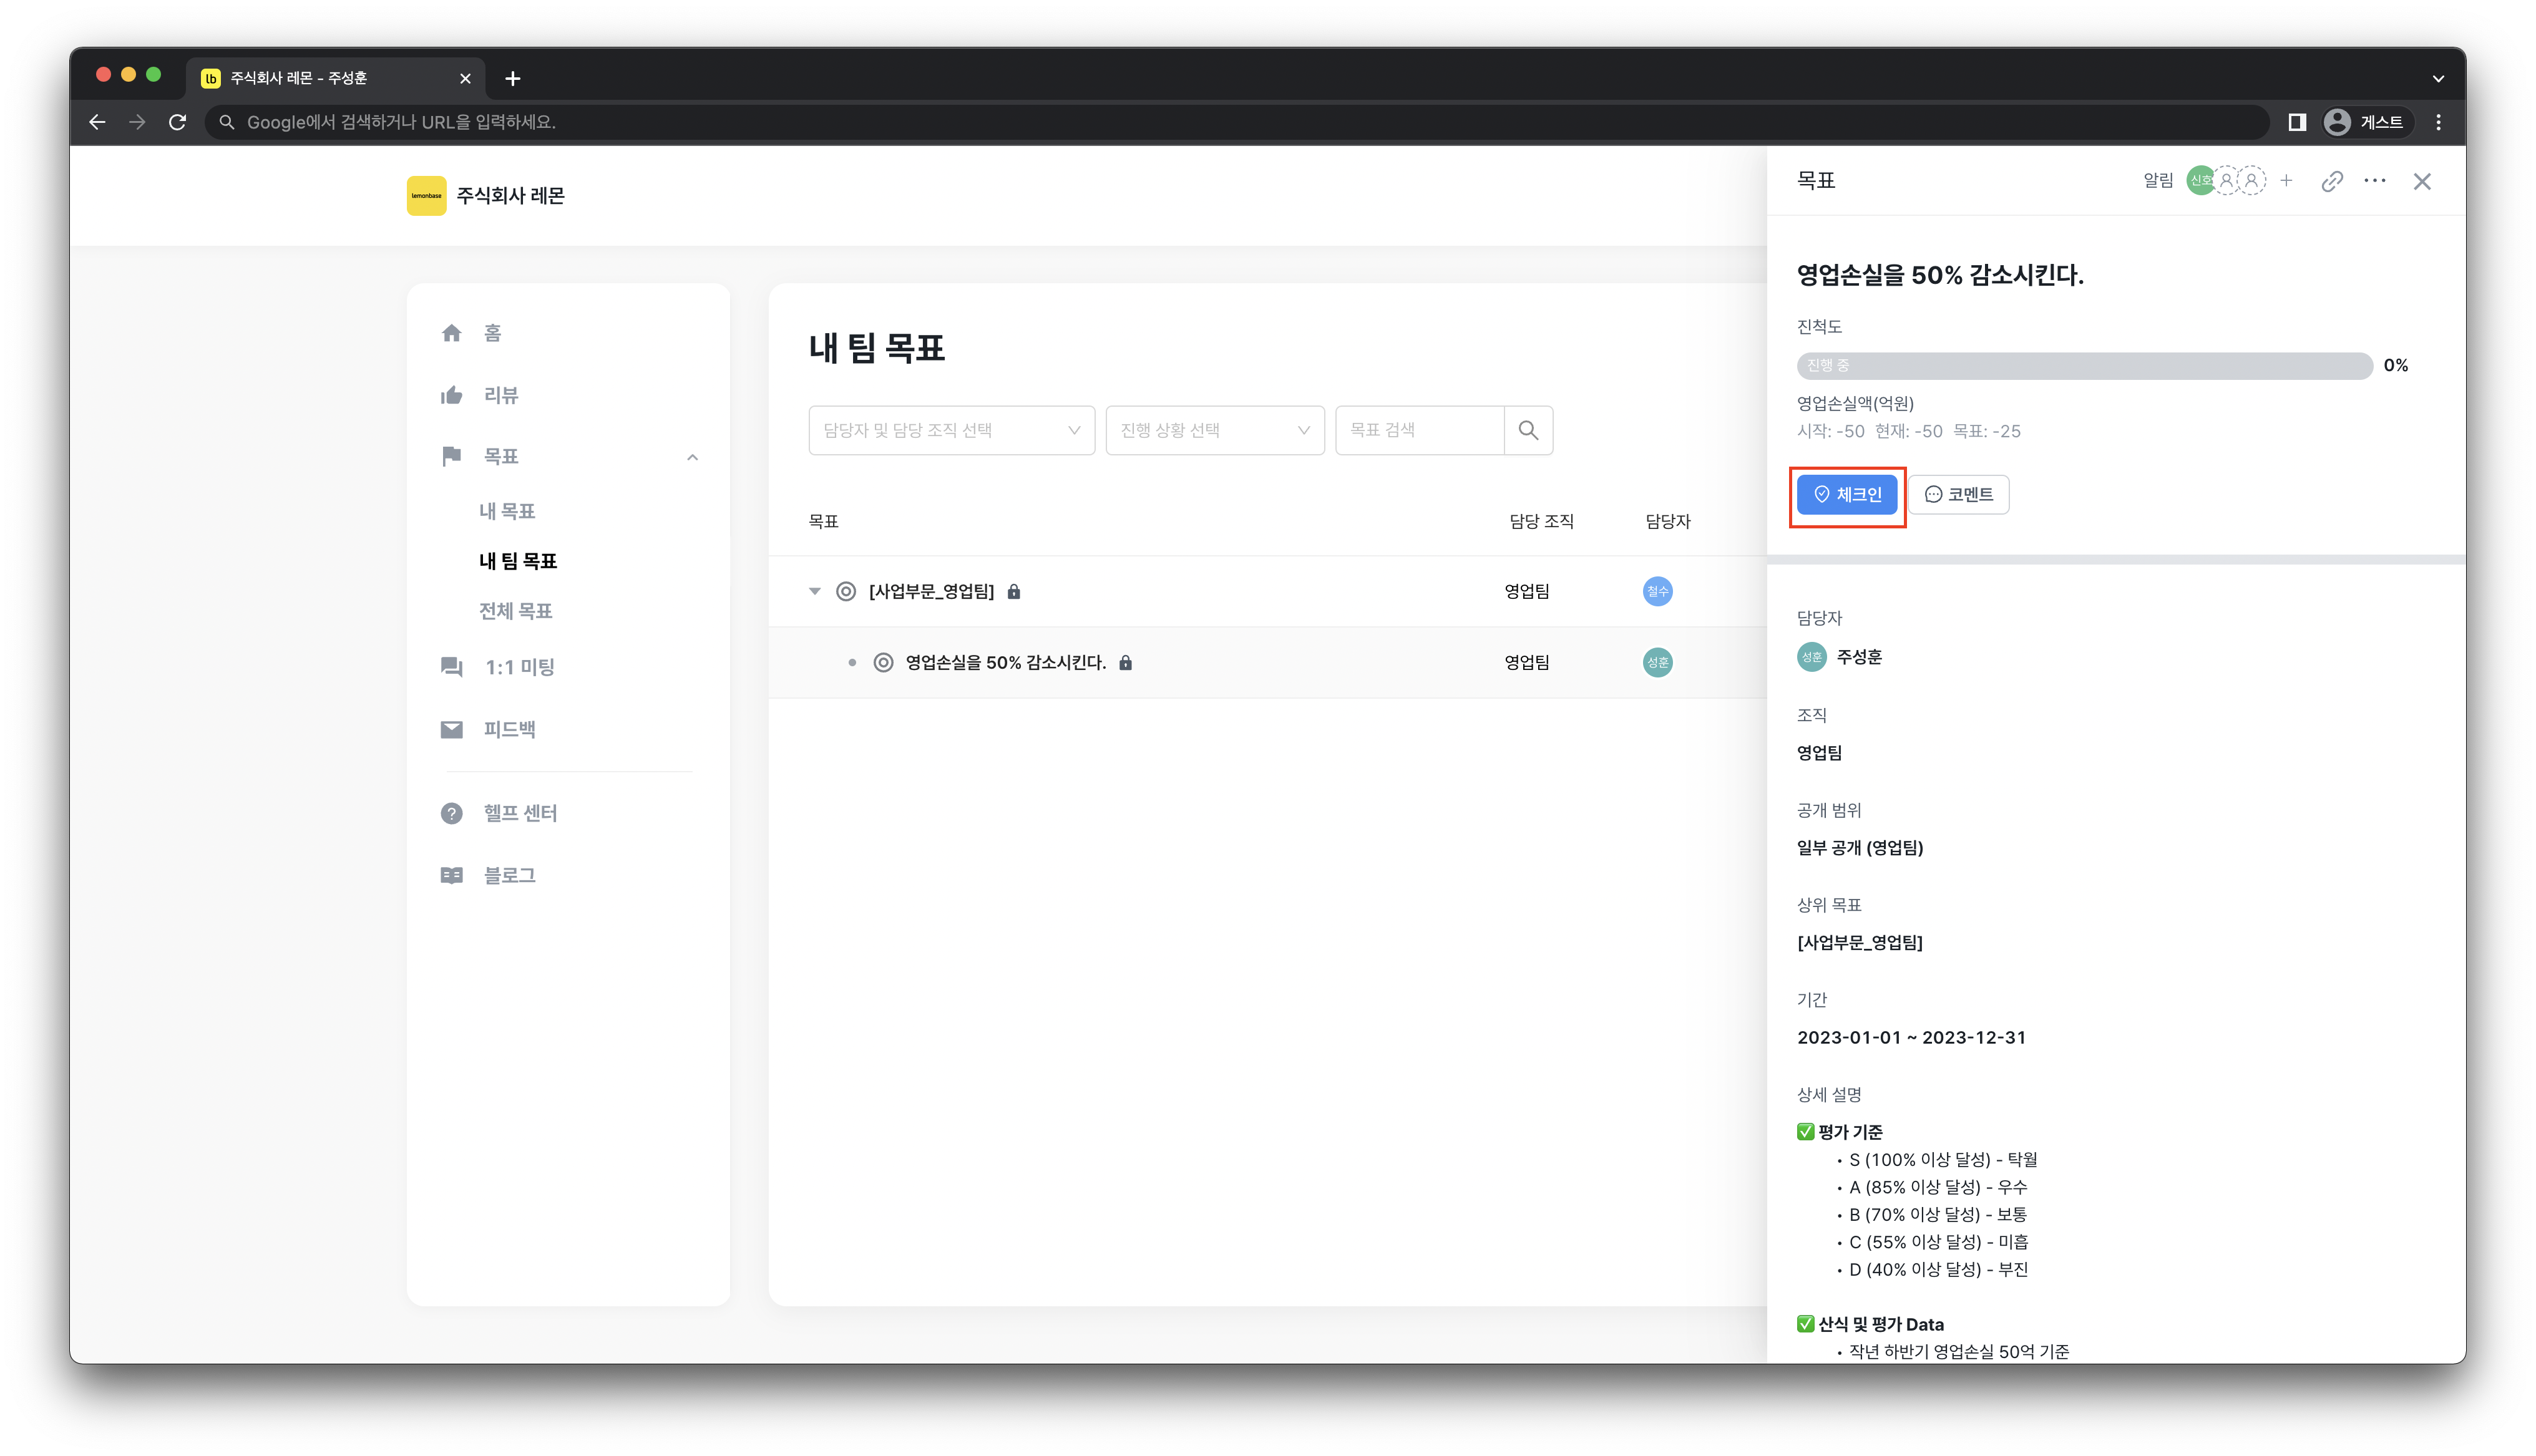 lb 주식회사 레몬 - 주성훈
Google에서 검색하거나 URL을 입력하세요.
게스트
lemonbase 주식회사 레몬
홈
리뷰
목표
내 목표
내 팀 목표
전체 목표
1:1 미팅
피드백
헬프 센터
블로그
내 팀 목표
담당자 및 담당 조직 선택 진행 상황 선택 목표 검색
목표 담당 조직 담당자
[사업부문_영업팀] 영업팀 철수
영업손실을 50% 감소시킨다. 영업팀 성훈
목표 알림 신호
영업손실을 50% 감소시킨다.
진척도
진행 중 0%
영업손실액(억원)
시작: -50 현재: -50 목표: -25
체크인 코멘트
담당자
성훈 주성훈
조직
영업팀
공개 범위
일부 공개 (영업팀)
상위 목표
[사업부문_영업팀]
기간
2023-01-01 ~ 2023-12-31
상세 설명
✅ 평가 기준
• S (100% 이상 달성) - 탁월
• A (85% 이상 달성) - 우수
• B (70% 이상 달성) - 보통
• C (55% 이상 달성) - 미흡
• D (40% 이상 달성) - 부진
✅ 산식 및 평가 Data
• 작년 하반기 영업손실 50억 기준